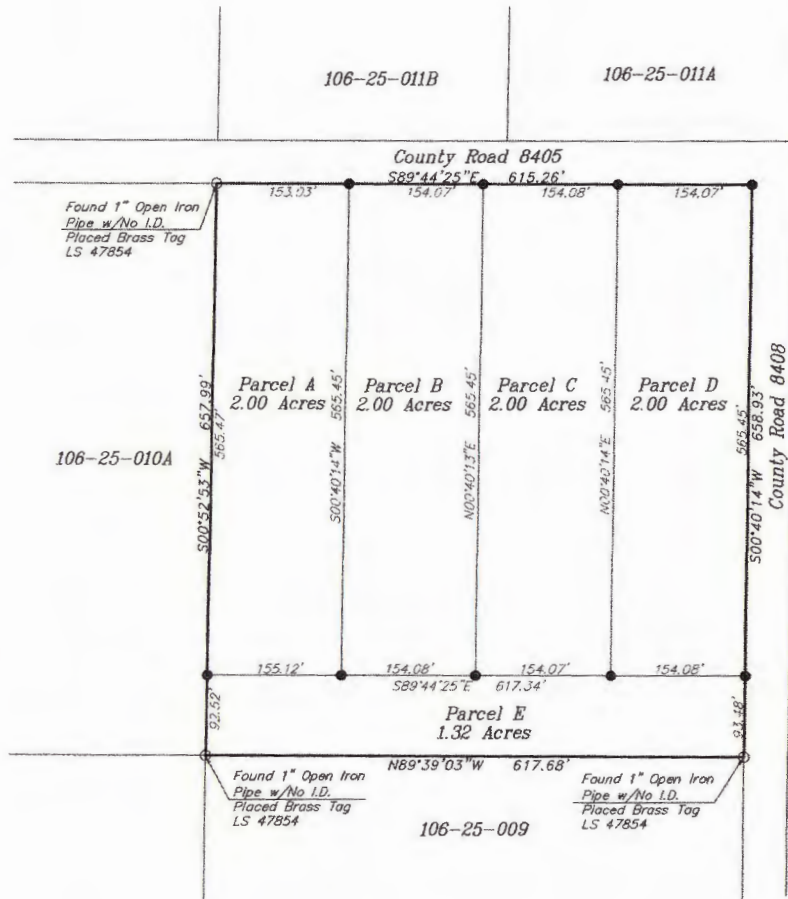 106-25-011B
106-25-011A
County Road 8405
S89°44'25"E 615.26'
153.03'
154.07'
154.08'
154.07'
Found 1" Open Iron
Pipe w/No I.D.
Placed Brass Tag
LS 47854
Parcel A
2.00 Acres
Parcel B
2.00 Acres
Parcel C
2.00 Acres
Parcel D
2.00 Acres
106-25-010A
S00°52'53"W 657.99'
565.47'
S00°40'14"W 565.45'
N00°40'13"E 565.45'
N00°40'14"E 565.45'
565.45'
S00°40'14"W 658.93'
County Road 8408
155.12'
154.08'
154.07'
154.08'
S89°44'25"E 617.34'
92.52'
Parcel E
1.32 Acres
93.48'
N89°39'03"W 617.68'
Found 1" Open Iron
Pipe w/No I.D.
Placed Brass Tag
LS 47854
Found 1" Open Iron
Pipe w/No I.D.
Placed Brass Tag
LS 47854
106-25-009